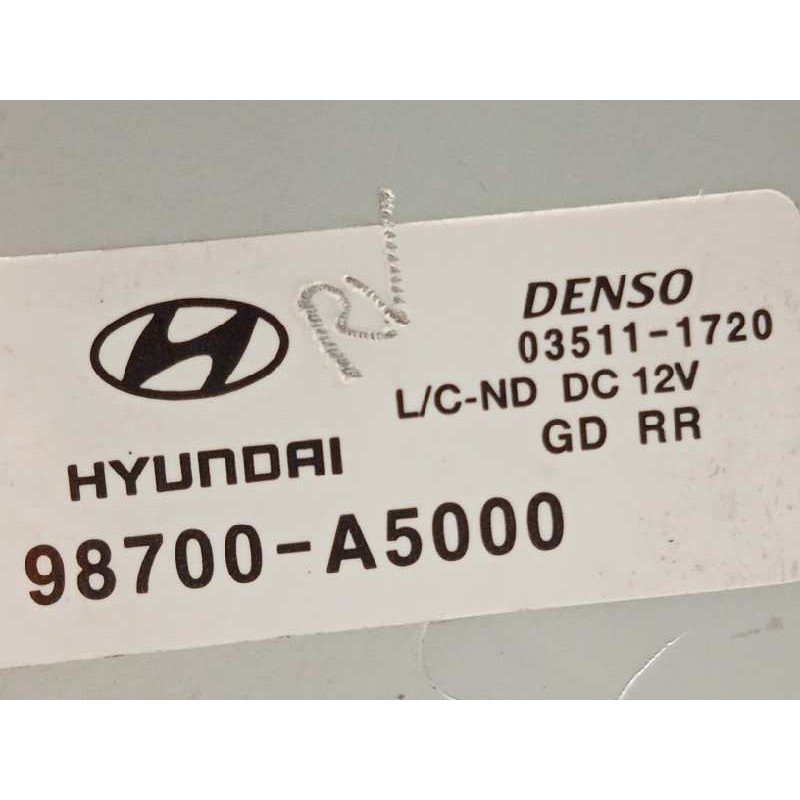 DENSO
03511-1720
L/C-ND DC 12V
GD RR
HYUNDAI
98700-A5000